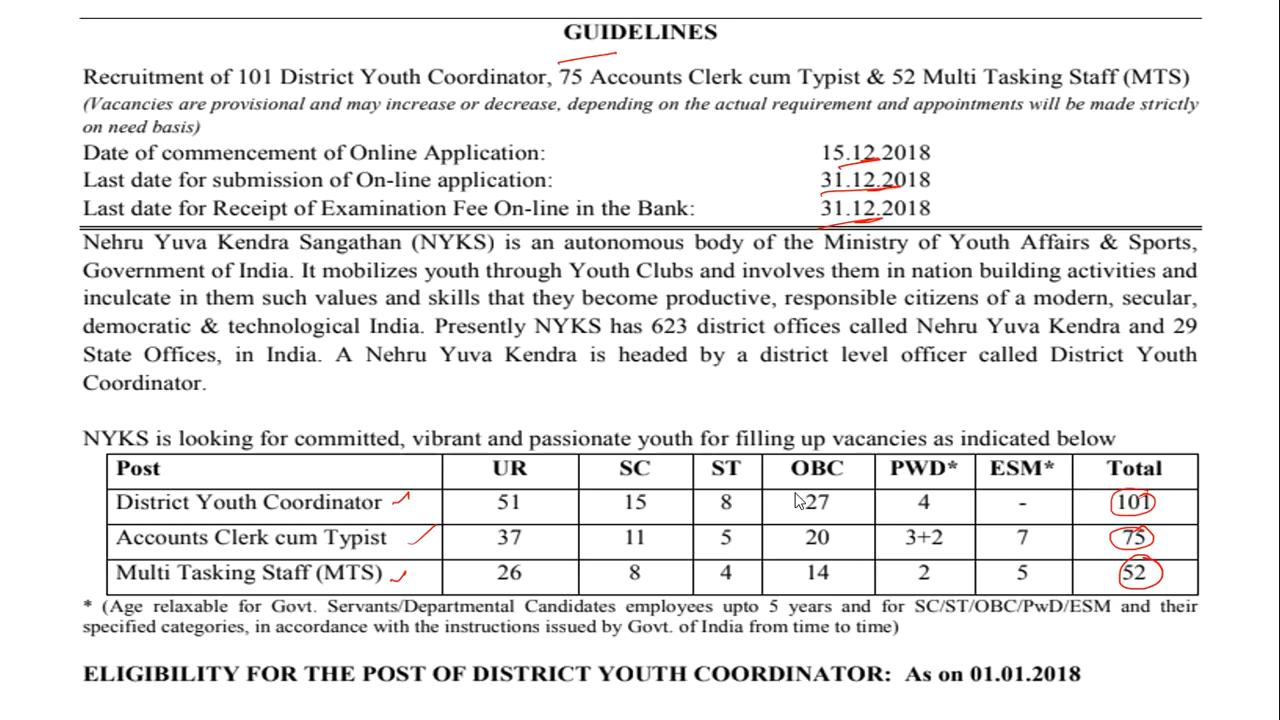 GUIDELINES
Recruitment of 101 District Youth Coordinator, 75 Accounts Clerk cum Typist & 52 Multi Tasking Staff (MTS)
(Vacancies are provisional and may increase or decrease, depending on the actual requirement and appointments will be made strictly
on need basis)
Date of commencement of Online Application: 15.12.2018
Last date for submission of On-line application: 31.12.2018
Last date for Receipt of Examination Fee On-line in the Bank: 31.12.2018
Nehru Yuva Kendra Sangathan (NYKS) is an autonomous body of the Ministry of Youth Affairs & Sports,
Government of India. It mobilizes youth through Youth Clubs and involves them in nation building activities and
inculcate in them such values and skills that they become productive, responsible citizens of a modern, secular,
democratic & technological India. Presently NYKS has 623 district offices called Nehru Yuva Kendra and 29
State Offices, in India. A Nehru Yuva Kendra is headed by a district level officer called District Youth
Coordinator.
NYKS is looking for committed, vibrant and passionate youth for filling up vacancies as indicated below
Post UR SC ST OBC PWD* ESM* Total
District Youth Coordinator 51 15 8 27 4 - 101
Accounts Clerk cum Typist 37 11 5 20 3+2 7 75
Multi Tasking Staff (MTS) 26 8 4 14 2 5 52
* (Age relaxable for Govt. Servants/Departmental Candidates employees upto 5 years and for SC/ST/OBC/PwD/ESM and their
specified categories, in accordance with the instructions issued by Govt. of India from time to time)
ELIGIBILITY FOR THE POST OF DISTRICT YOUTH COORDINATOR: As on 01.01.2018